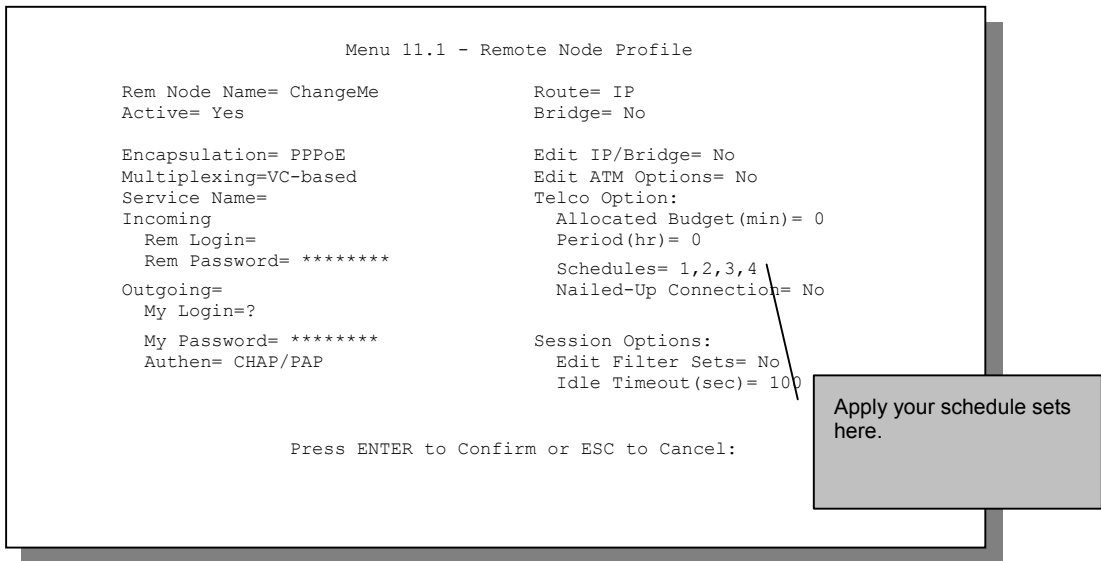 Menu 11.1 - Remote Node Profile
Rem Node Name= ChangeMe Route= IP
Active= Yes Bridge= No
Encapsulation= PPPoE Edit IP/Bridge= No
Multiplexing=VC-based Edit ATM Options= No
Service Name= Telco Option:
Incoming Allocated Budget(min)= 0
Rem Login= Period(hr)= 0
Rem Password= ******** Schedules= 1,2,3,4
Outgoing= Nailed-Up Connection= No
My Login=?
My Password= ******** Session Options:
Authen= CHAP/PAP Edit Filter Sets= No
Idle Timeout(sec)= 100
Apply your schedule sets
here.
Press ENTER to Confirm or ESC to Cancel: